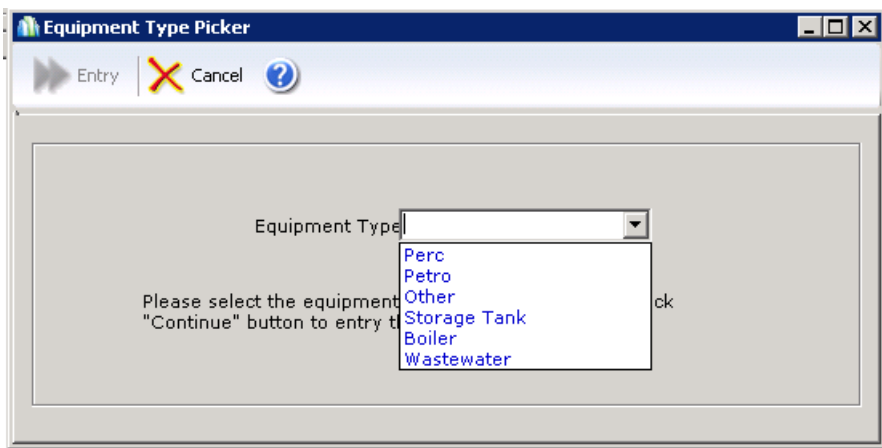 Equipment Type Picker
Entry Cancel ?
Equipment Type
Perc
Petro
Other
Storage Tank
Boiler
Wastewater
Please select the equipment ck
"Continue" button to entry